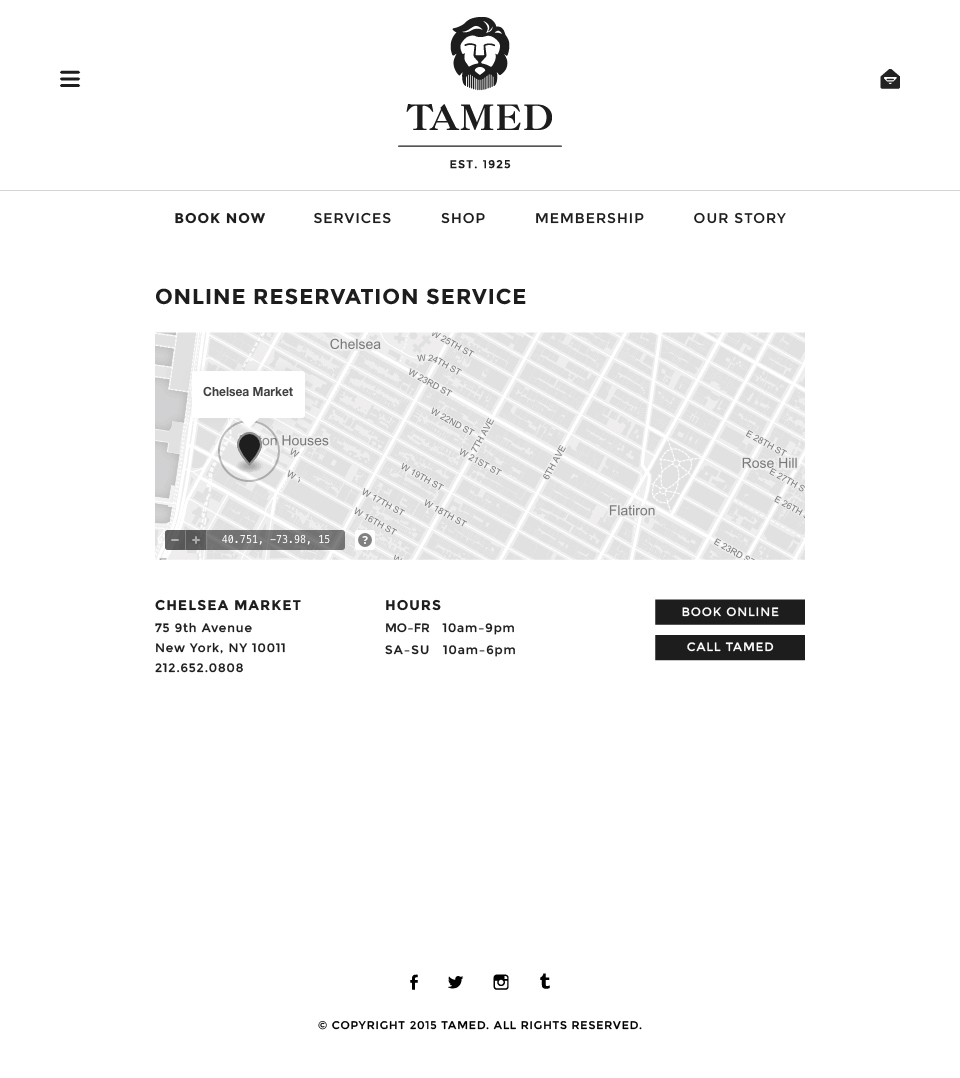 TAMED
EST. 1925
BOOK NOW SERVICES SHOP MEMBERSHIP OUR STORY
ONLINE RESERVATION SERVICE
Chelsea
W 25TH ST
W 24TH ST
W 23RD ST
Chelsea Market
W 22ND ST
7TH AVE
Houses
W 21ST ST
6TH AVE
E 28TH ST
Rose Hill
W 19TH ST
E 27TH S
W
W
W 17TH ST
W 18TH ST
E 26TH
Flatiron
W 16TH ST
E 23RD S
− + 40.751, −73.98, 15 ?
CHELSEA MARKET
75 9th Avenue
New York, NY 10011
212.652.0808
HOURS
MO–FR 10am–9pm
SA–SU 10am–6pm
BOOK ONLINE
CALL TAMED
© COPYRIGHT 2015 TAMED. ALL RIGHTS RESERVED.